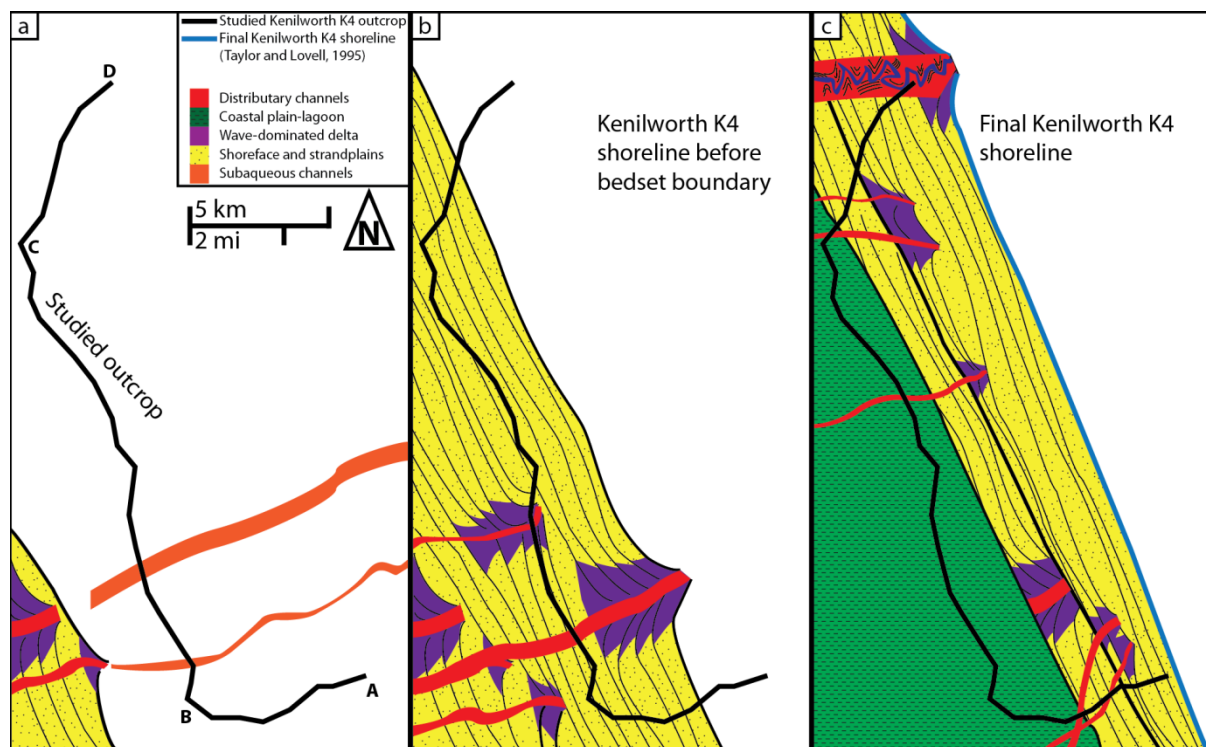 a
Studied Kenilworth K4 outcrop
Final Kenilworth K4 shoreline
(Taylor and Lovell, 1995)
Distributary channels
Coastal plain-lagoon
Wave-dominated delta
Shoreface and strandplains
Subaqueous channels
5 km
2 mi
N
D
C
Studied outcrop
B
A
b
Kenilworth K4
shoreline before
bedset boundary
c
Final Kenilworth K4
shoreline